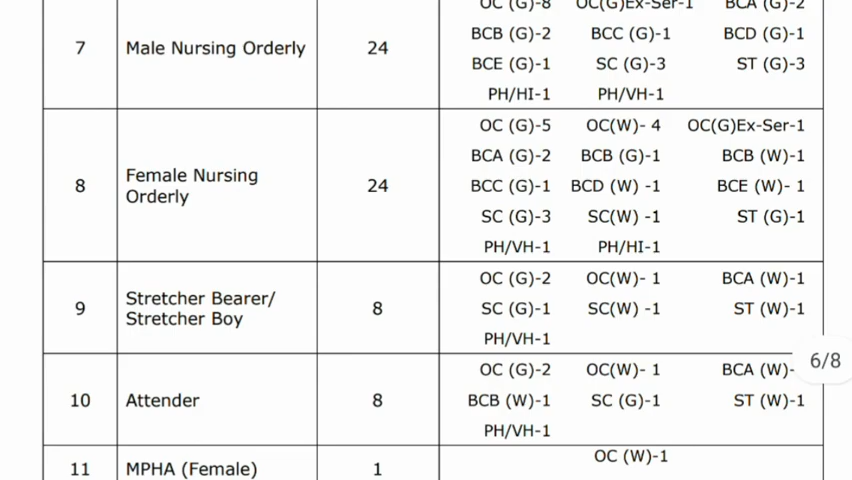 OC (G)-8 OC(G)Ex-Ser-1 BCA (G)-2
7 Male Nursing Orderly 24 BCB (G)-2 BCC (G)-1 BCD (G)-1
BCE (G)-1 SC (G)-3 ST (G)-3
PH/HI-1 PH/VH-1
OC (G)-5 OC(W)- 4 OC(G)Ex-Ser-1
BCA (G)-2 BCB (G)-1 BCB (W)-1
8 Female Nursing Orderly 24 BCC (G)-1 BCD (W) -1 BCE (W)- 1
SC (G)-3 SC(W) -1 ST (G)-1
PH/VH-1 PH/HI-1
OC (G)-2 OC(W)- 1 BCA (W)-1
9 Stretcher Bearer/ Stretcher Boy 8 SC (G)-1 SC(W) -1 ST (W)-1
PH/VH-1
6/8
OC (G)-2 OC(W)- 1 BCA (W)-
10 Attender 8 BCB (W)-1 SC (G)-1 ST (W)-1
PH/VH-1
OC (W)-1
11 MPHA (Female) 1